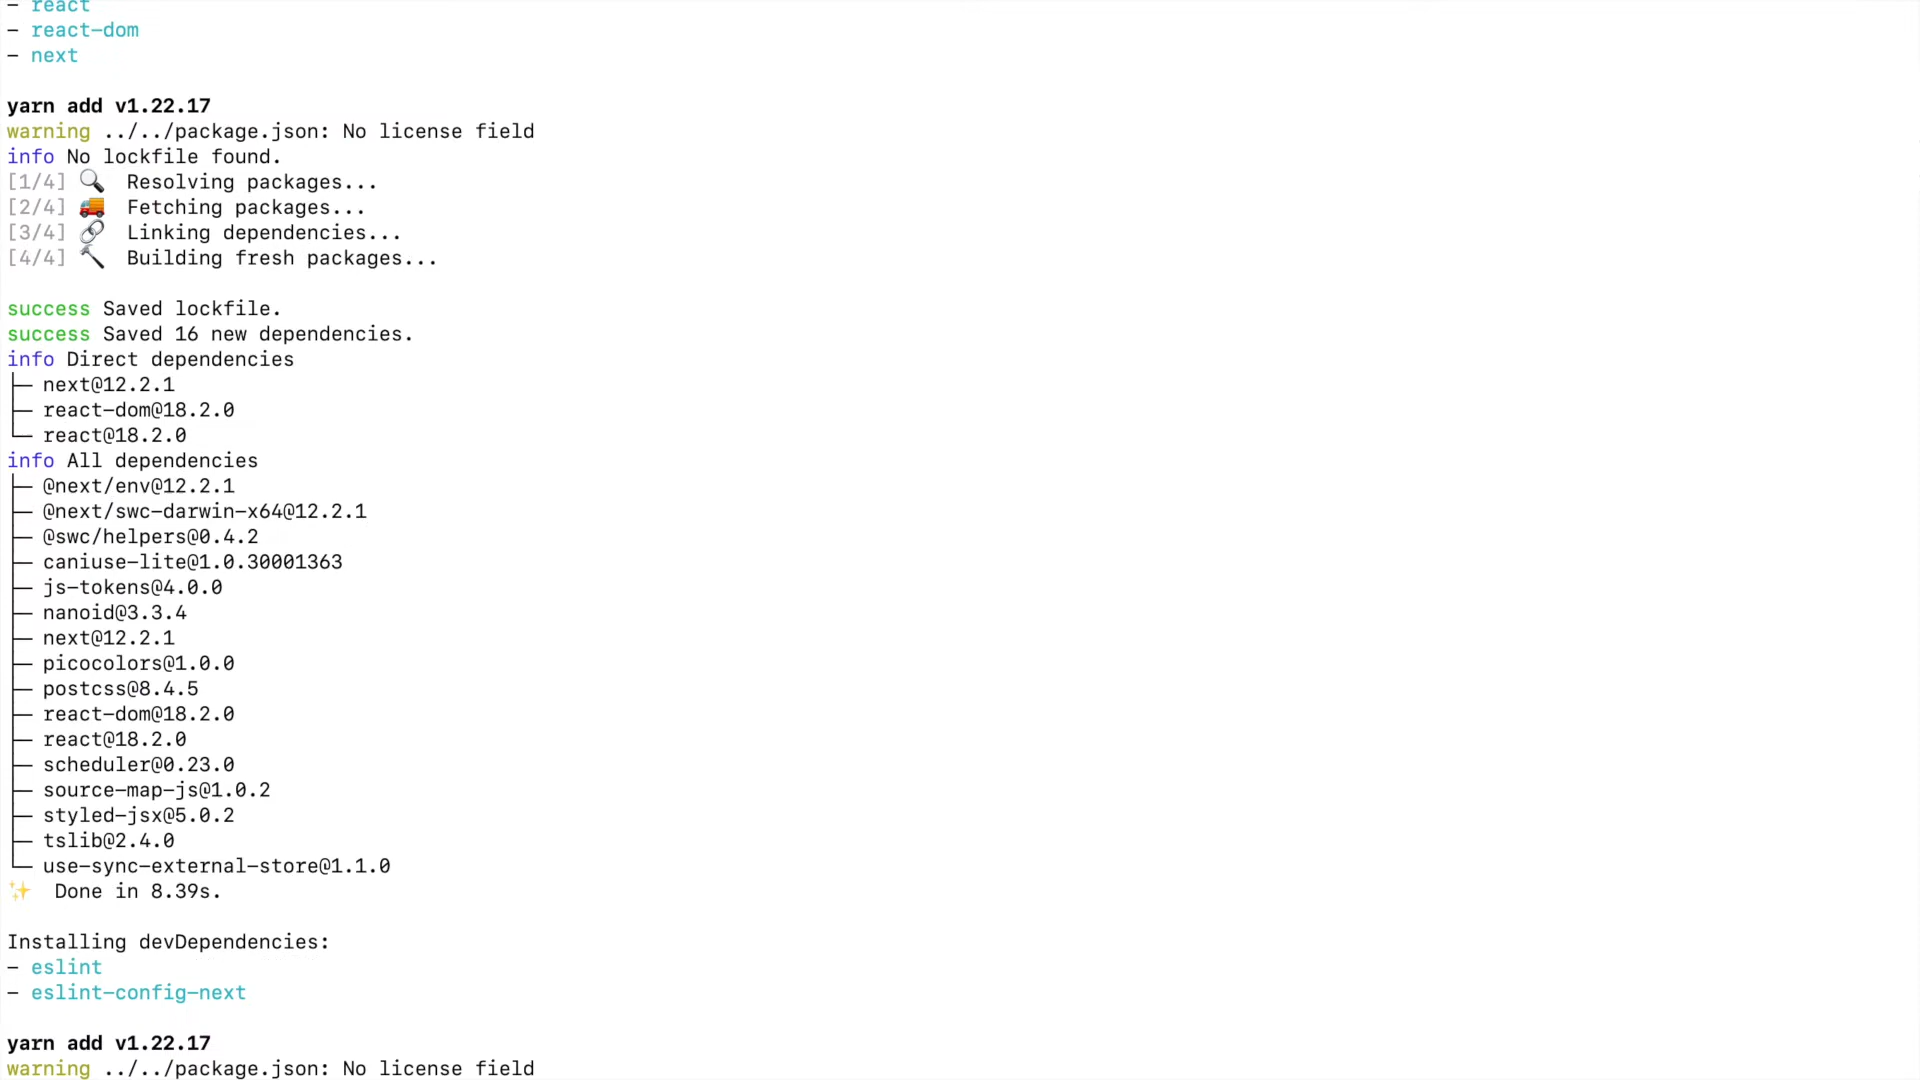 - react
- react-dom
- next
yarn add v1.22.17
warning ../../package.json: No license field
info No lockfile found.
[1/4] 🔍 Resolving packages...
[2/4] 🚚 Fetching packages...
[3/4] 🔗 Linking dependencies...
[4/4] 🔨 Building fresh packages...
success Saved lockfile.
success Saved 16 new dependencies.
info Direct dependencies
├─ next@12.2.1
├─ react-dom@18.2.0
└─ react@18.2.0
info All dependencies
├─ @next/env@12.2.1
├─ @next/swc-darwin-x64@12.2.1
├─ @swc/helpers@0.4.2
├─ caniuse-lite@1.0.30001363
├─ js-tokens@4.0.0
├─ nanoid@3.3.4
├─ next@12.2.1
├─ picocolors@1.0.0
├─ postcss@8.4.5
├─ react-dom@18.2.0
├─ react@18.2.0
├─ scheduler@0.23.0
├─ source-map-js@1.0.2
├─ styled-jsx@5.0.2
├─ tslib@2.4.0
└─ use-sync-external-store@1.1.0
✨ Done in 8.39s.
Installing devDependencies:
- eslint
- eslint-config-next
yarn add v1.22.17
warning ../../package.json: No license field